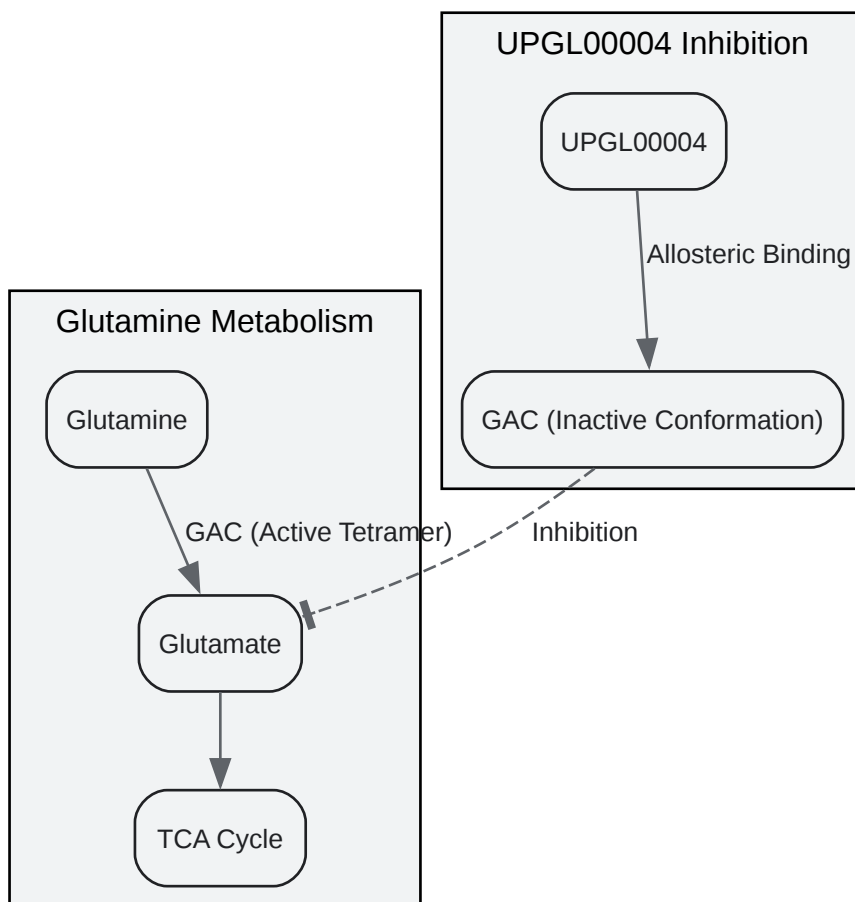 UPGL00004 Inhibition
UPGL00004
Allosteric Binding
GAC (Inactive Conformation)
Inhibition
Glutamine Metabolism
Glutamine
GAC (Active Tetramer)
Glutamate
TCA Cycle